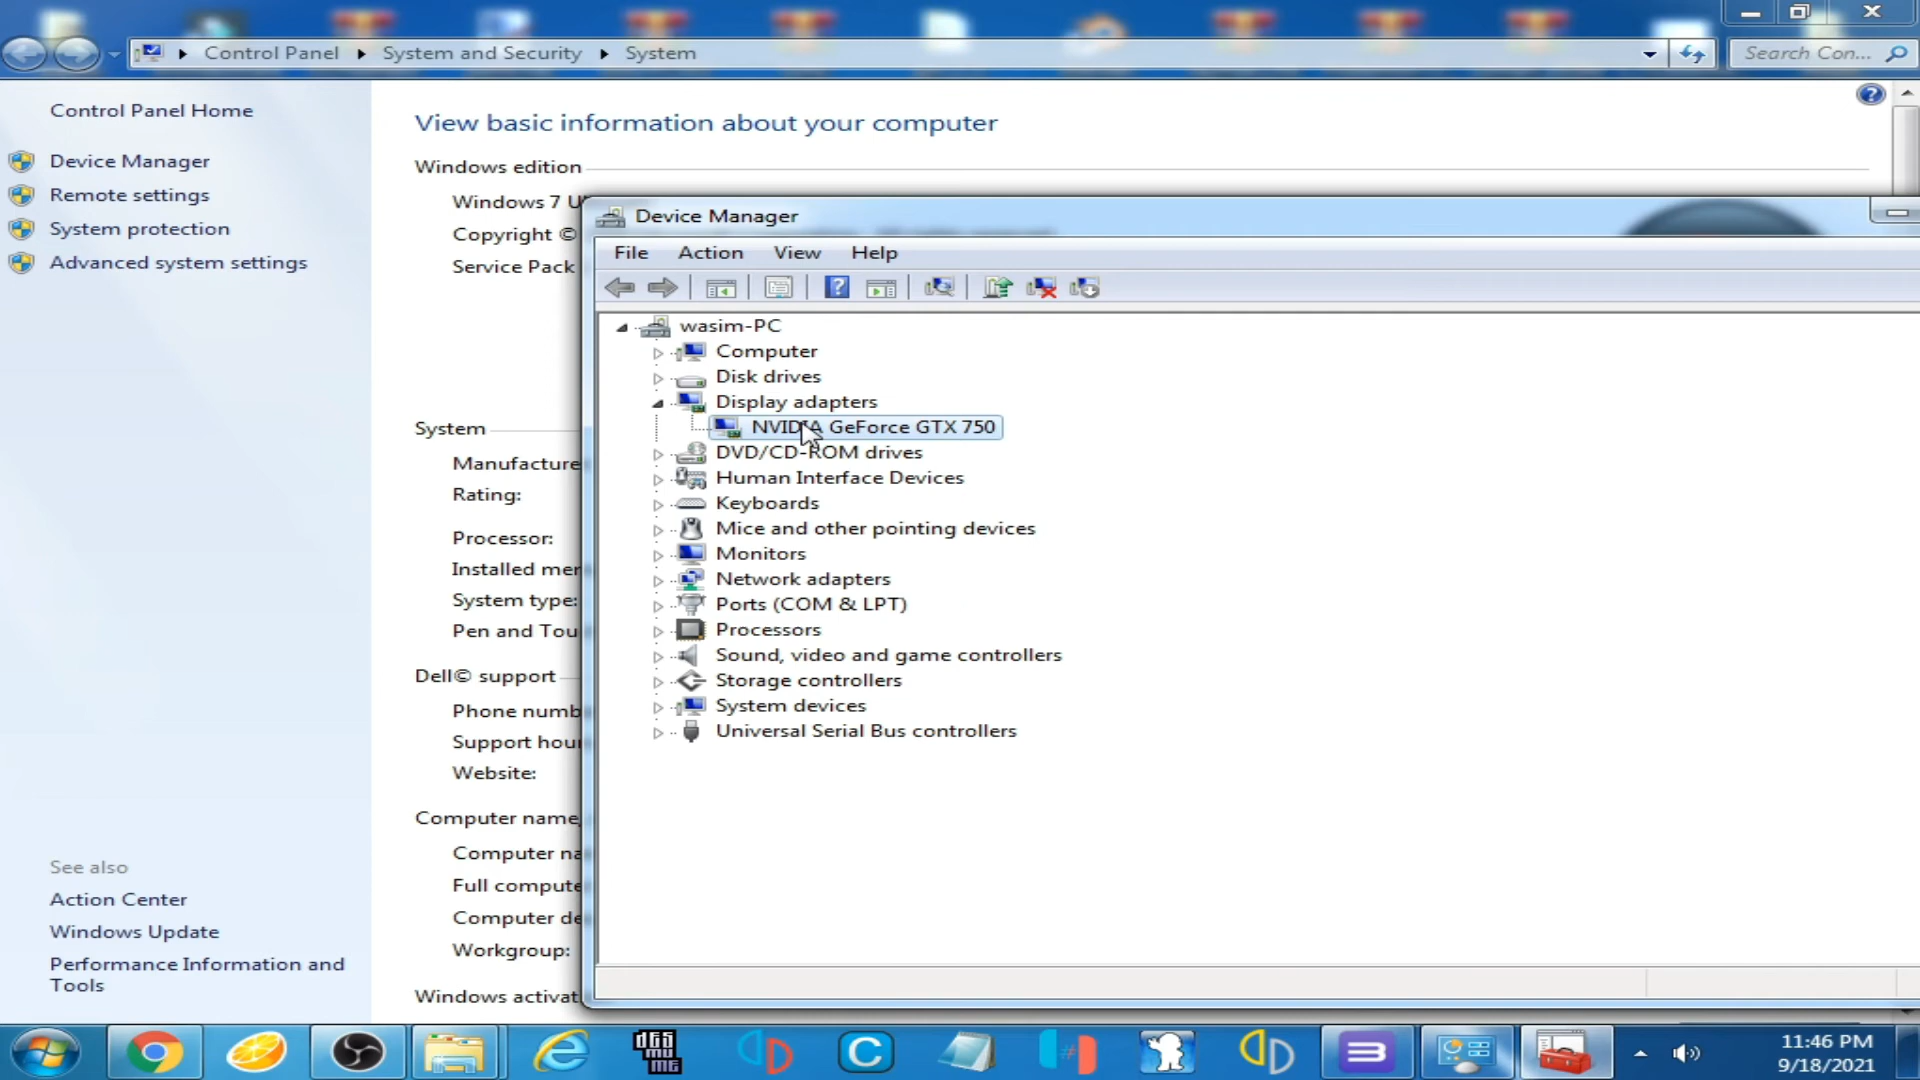 Control Panel System and Security System
Search Con...
Control Panel Home
Device Manager
Remote settings
System protection
Advanced system settings
See also
Action Center
Windows Update
Performance Information and
Tools
View basic information about your computer
Windows edition
Windows 7 U
Copyright ©
Service Pack
System
Manufacture
Rating:
Processor:
Installed mer
System type:
Pen and Tou
Dell© support
Phone numb
Support hour
Website:
Computer name,
Computer na
Full compute
Computer de
Workgroup:
Windows activat
Device Manager
File Action View Help
wasim-PC
Computer
Disk drives
Display adapters
NVIDIA GeForce GTX 750
DVD/CD-ROM drives
Human Interface Devices
Keyboards
Mice and other pointing devices
Monitors
Network adapters
Ports (COM & LPT)
Processors
Sound, video and game controllers
Storage controllers
System devices
Universal Serial Bus controllers
11:46 PM
9/18/2021